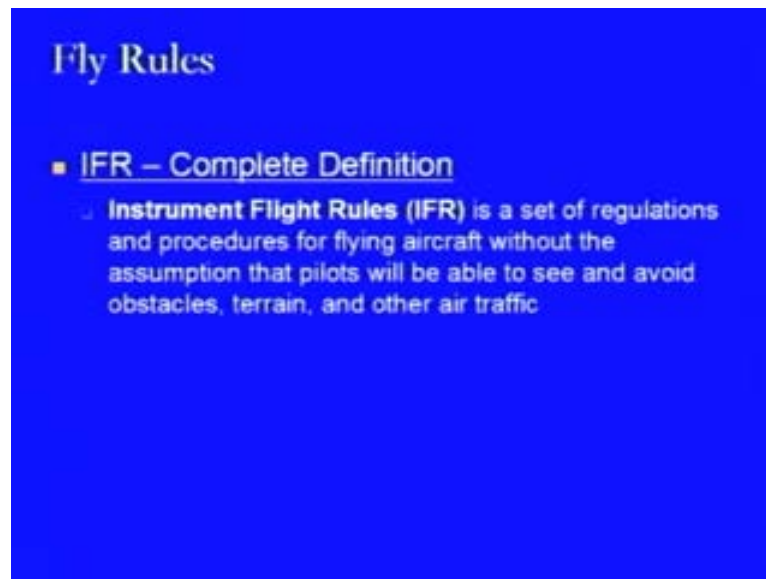 Fly Rules
IFR – Complete Definition
Instrument Flight Rules (IFR) is a set of regulations
and procedures for flying aircraft without the
assumption that pilots will be able to see and avoid
obstacles, terrain, and other air traffic